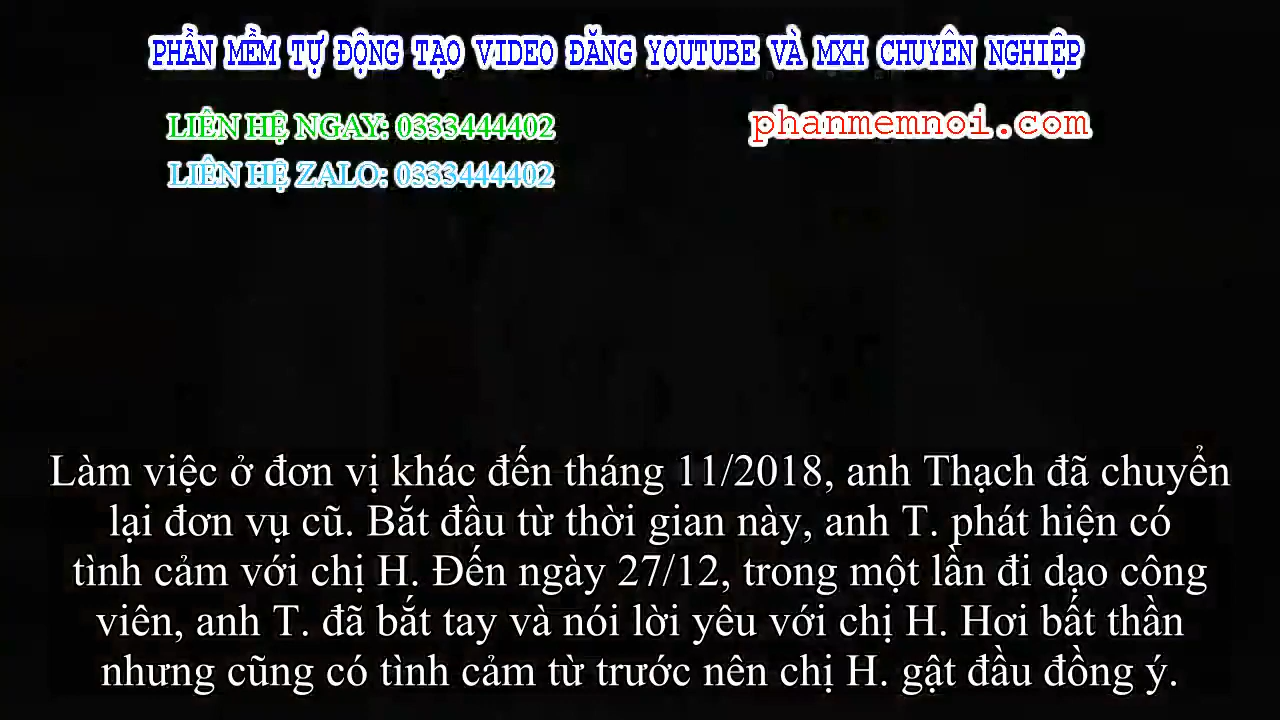 PHẦN MỀM TỰ ĐỘNG TẠO VIDEO ĐĂNG YOUTUBE VÀ MXH CHUYÊN NGHIỆP
LIÊN HỆ NGAY: 0333444402
phanmemnoi.com
LIÊN HỆ ZALO: 0333444402
Làm việc ở đơn vị khác đến tháng 11/2018, anh Thạch đã chuyển
lại đơn vụ cũ. Bắt đầu từ thời gian này, anh T. phát hiện có
tình cảm với chị H. Đến ngày 27/12, trong một lần đi dạo công
viên, anh T. đã bắt tay và nói lời yêu với chị H. Hơi bất thần
nhưng cũng có tình cảm từ trước nên chị H. gật đầu đồng ý.